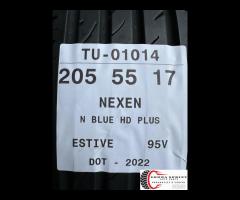 TU-01014
205 55 17
NEXEN
N BLUE HD PLUS
ESTIVE 95V
DOT - 2022